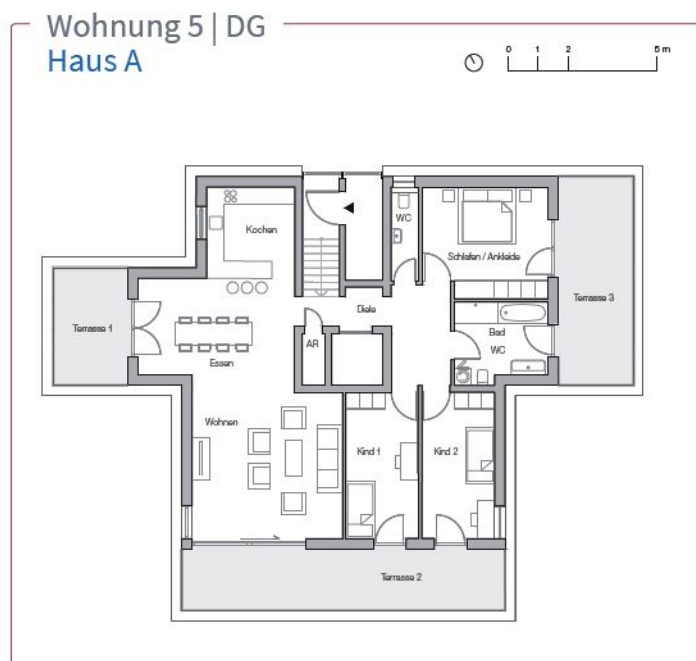 Wohnung 5 | DG
Haus A
0 1 2 5 m
Kochen
WC
Schlafen / Ankleide
Terrasse 1
Terrasse 3
Diele
AR
Bad
WC
Essen
Wohnen
Kind 1
Kind 2
Terrasse 2